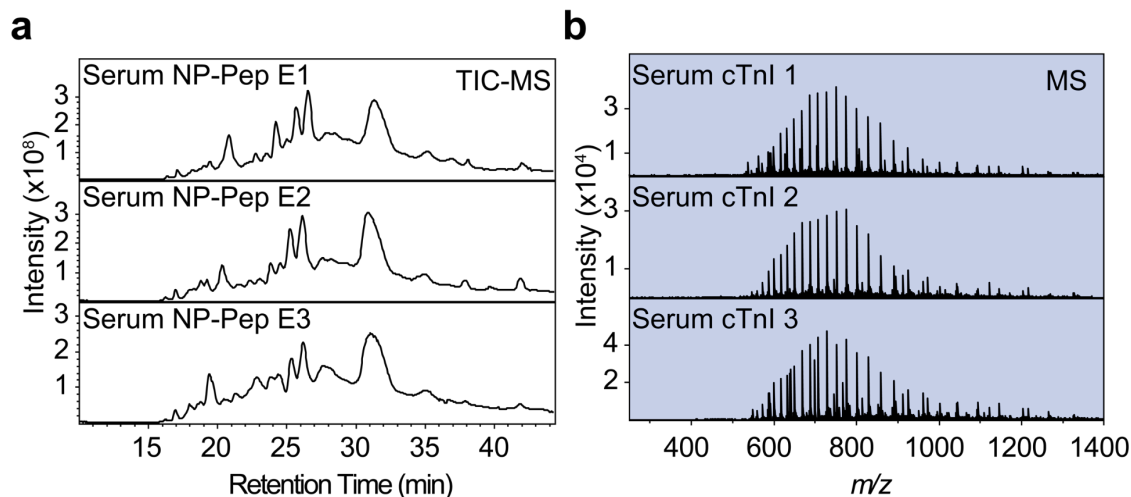 a
Serum NP-Pep E1
TIC-MS
3
2
1
Serum NP-Pep E2
3
2
1
Serum NP-Pep E3
3
2
1
Intensity (x10⁸)
15 20 25 30 35 40
Retention Time (min)
b
Serum cTnI 1
MS
3
1
Serum cTnI 2
3
1
Serum cTnI 3
4
2
Intensity (x10⁴)
400 600 800 1000 1200 1400
m/z